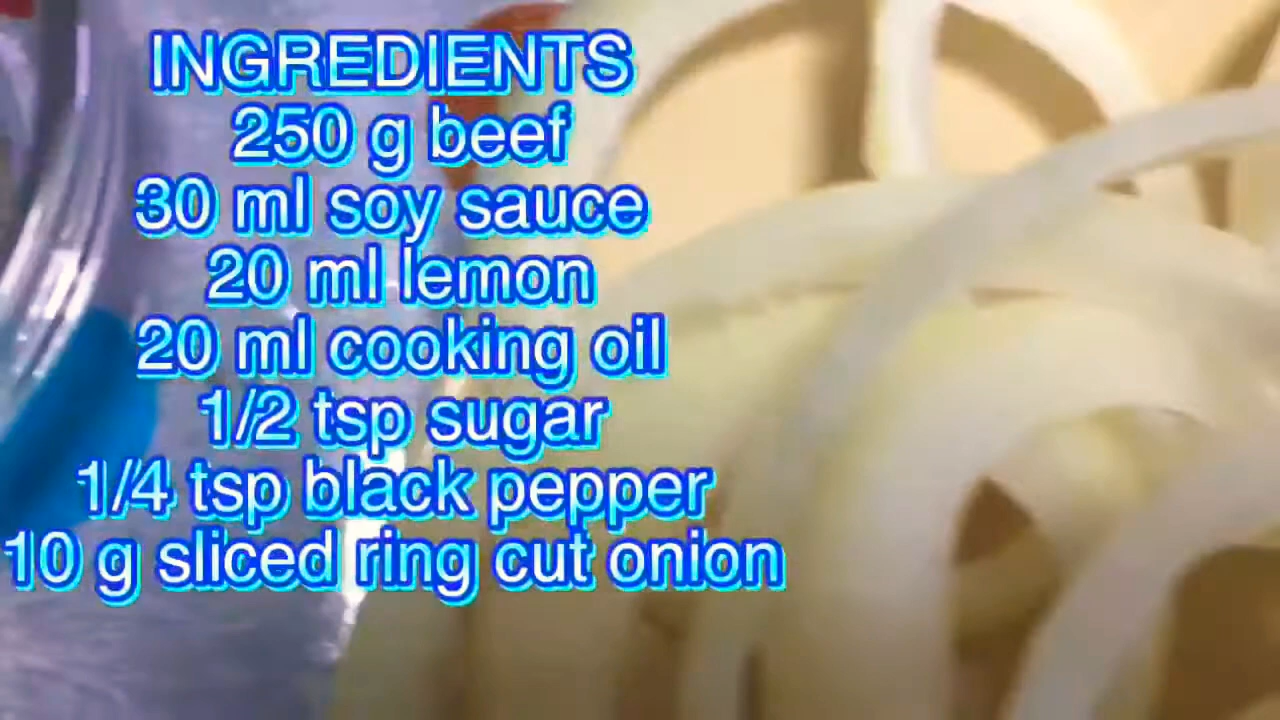 INGREDIENTS
250 g beef
30 ml soy sauce
20 ml lemon
20 ml cooking oil
1/2 tsp sugar
1/4 tsp black pepper
10 g sliced ring cut onion